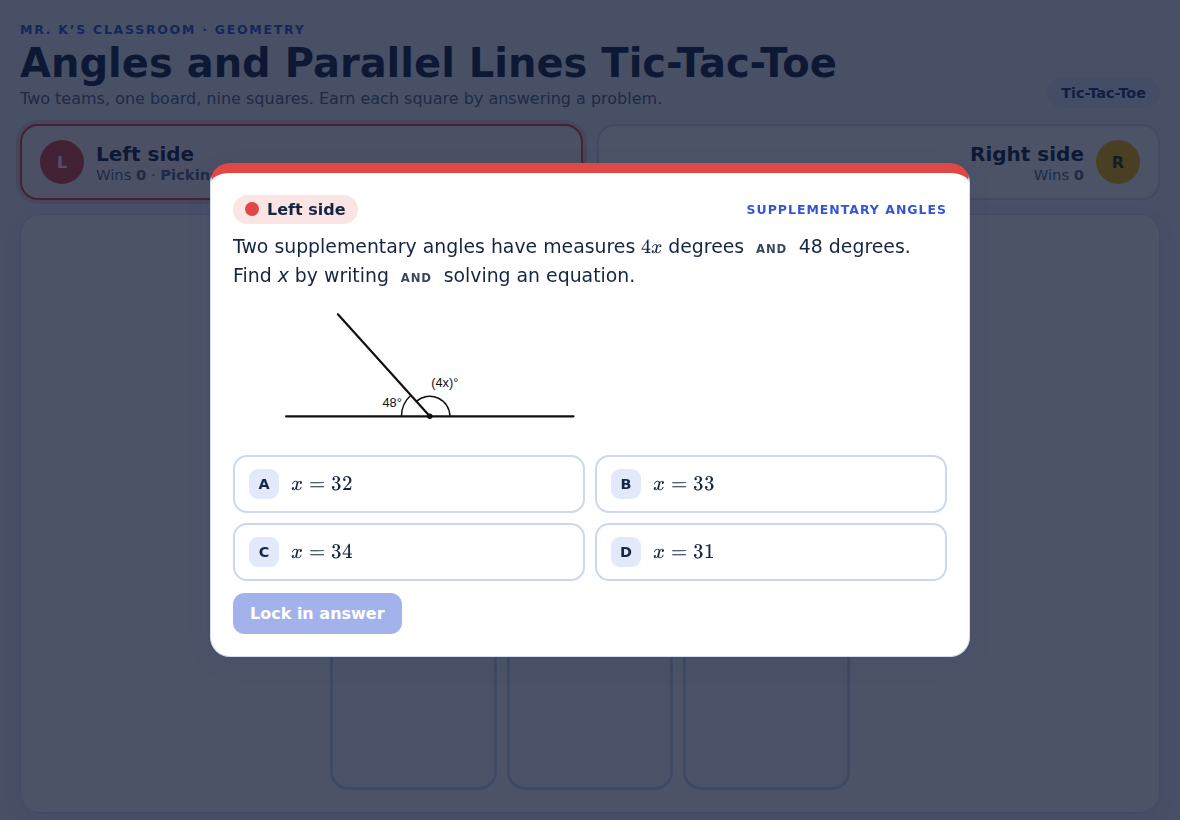 MR. K'S CLASSROOM · GEOMETRY
Angles and Parallel Lines Tic-Tac-Toe
Two teams, one board, nine squares. Earn each square by answering a problem.
Tic-Tac-Toe
L
Left side
Wins 0 · Pickin
Right side
Wins 0
R
Left side
SUPPLEMENTARY ANGLES
Two supplementary angles have measures 4x degrees AND 48 degrees.
Find x by writing AND solving an equation.
(4x)°
48°
A x = 32
B x = 33
C x = 34
D x = 31
Lock in answer